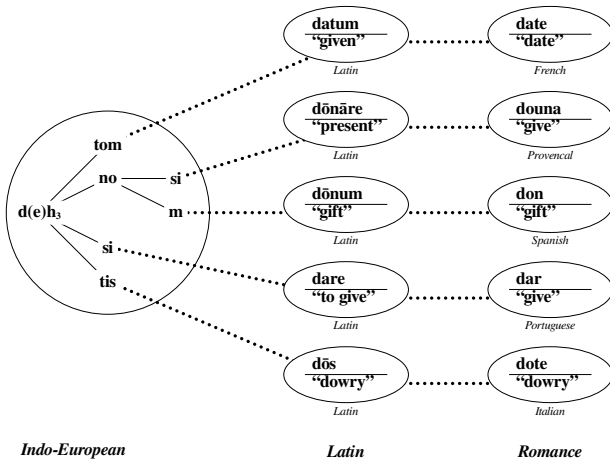 datum
“given”
Latin
date
“date”
French
tom
dōnāre
“present”
Latin
douna
“give”
Provencal
no
si
d(e)h₃
m
dōnum
“gift”
Latin
don
“gift”
Spanish
si
tis
dare
“to give”
Latin
dar
“give”
Portuguese
dōs
“dowry”
Latin
dote
“dowry”
Italian
Indo-European
Latin
Romance